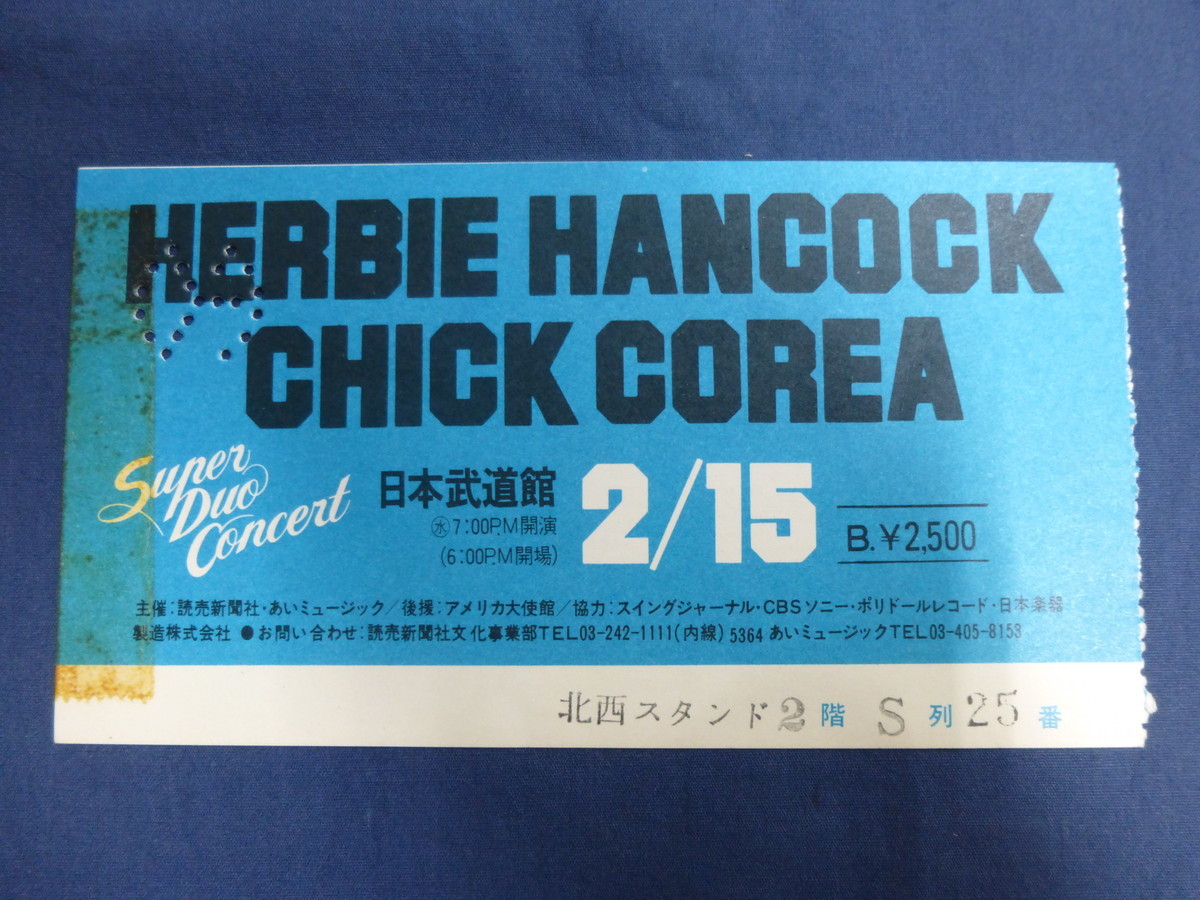 HERBIE HANCOCK
CHICK COREA
Super
Duo
Concert
日本武道館
㊌7:00P.M開演
(6:00P.M開場)
2/15
B.¥2,500
主催:読売新聞社・あいミュージック/後援:アメリカ大使館/協力:スイングジャーナル・CBSソニー・ポリドールレコード・日本楽器
製造株式会社 ●お問い合わせ:読売新聞社文化事業部TEL03-242-1111(内線)5364 あいミュージックTEL03-405-8153
北西スタンド2階 S 列 25 番